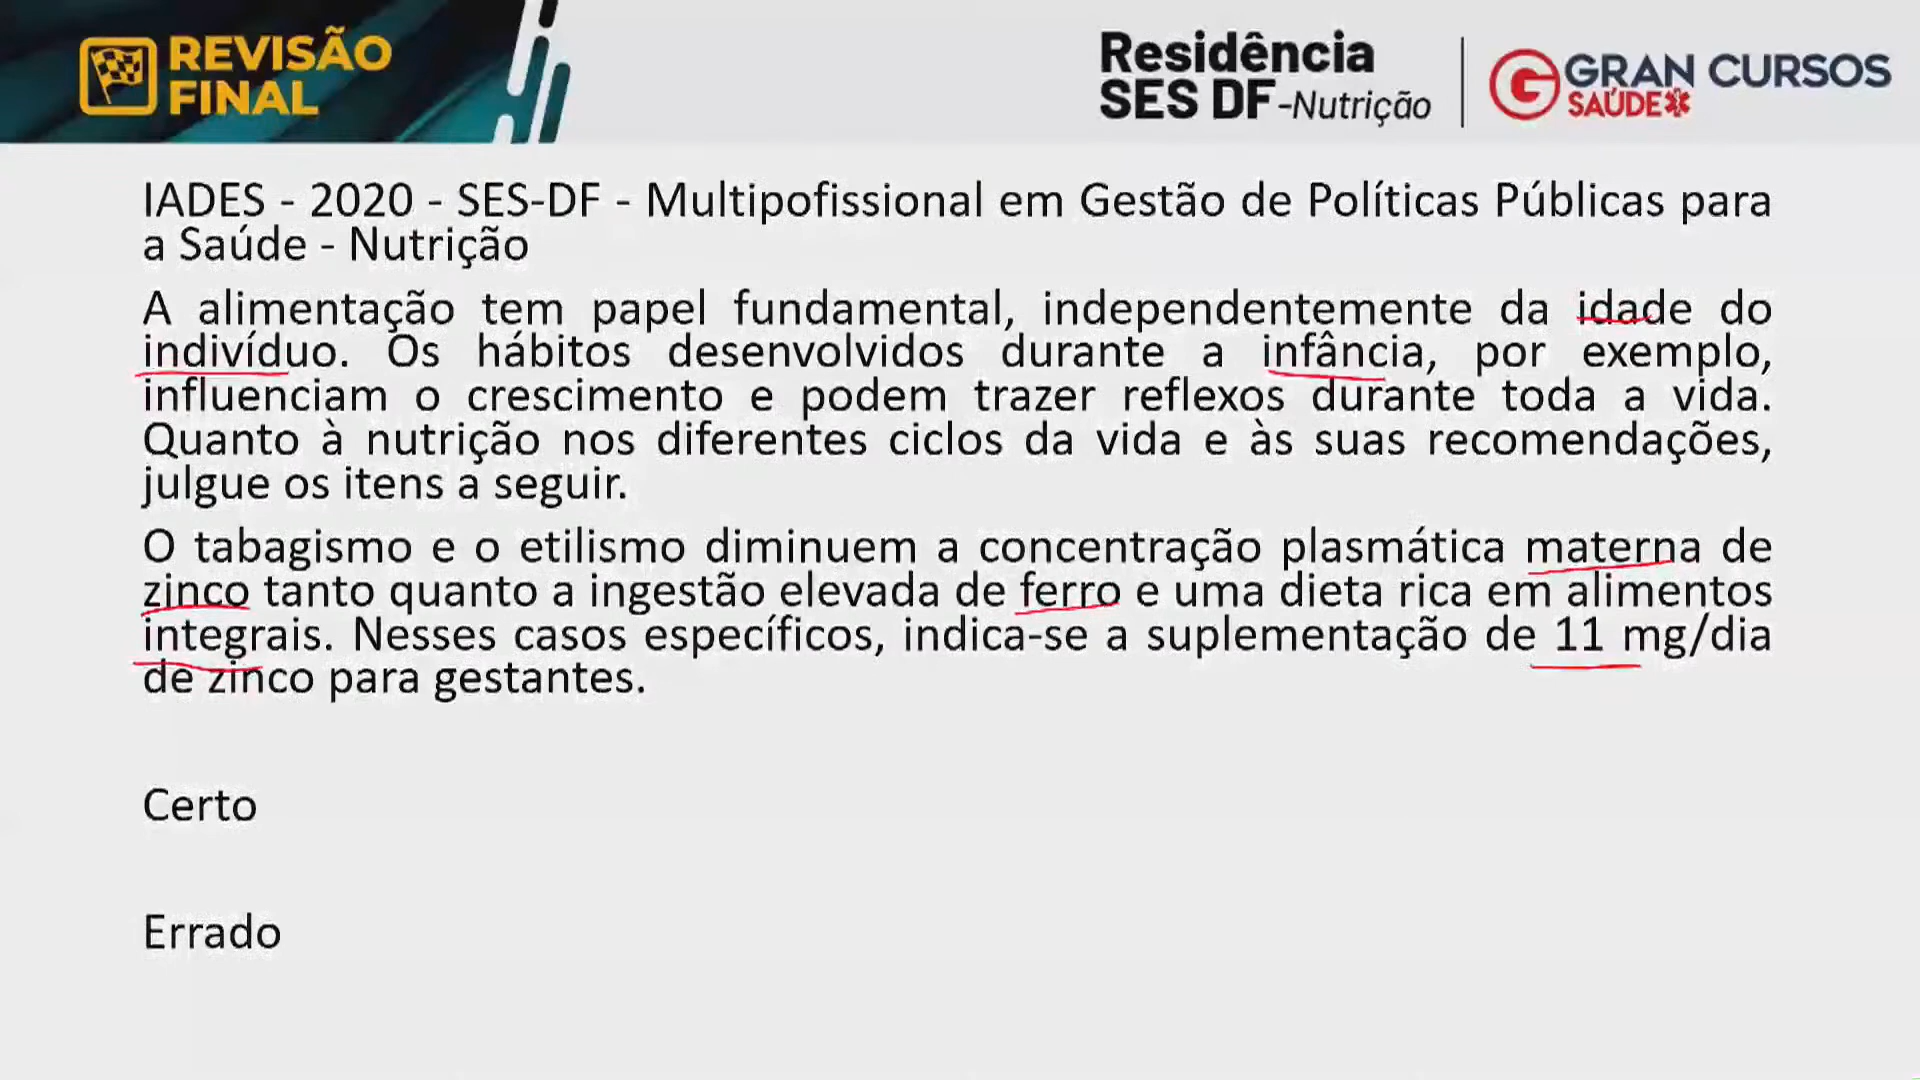 REVISÃO
FINAL
Residência
SES DF-Nutrição
GRAN CURSOS
SAÚDE
IADES - 2020 - SES-DF - Multipofissional em Gestão de Políticas Públicas para
a Saúde - Nutrição
A alimentação tem papel fundamental, independentemente da idade do
indivíduo. Os hábitos desenvolvidos durante a infância, por exemplo,
influenciam o crescimento e podem trazer reflexos durante toda a vida.
Quanto à nutrição nos diferentes ciclos da vida e às suas recomendações,
julgue os itens a seguir.
O tabagismo e o etilismo diminuem a concentração plasmática materna de
zinco tanto quanto a ingestão elevada de ferro e uma dieta rica em alimentos
integrais. Nesses casos específicos, indica-se a suplementação de 11 mg/dia
de zinco para gestantes.
Certo
Errado